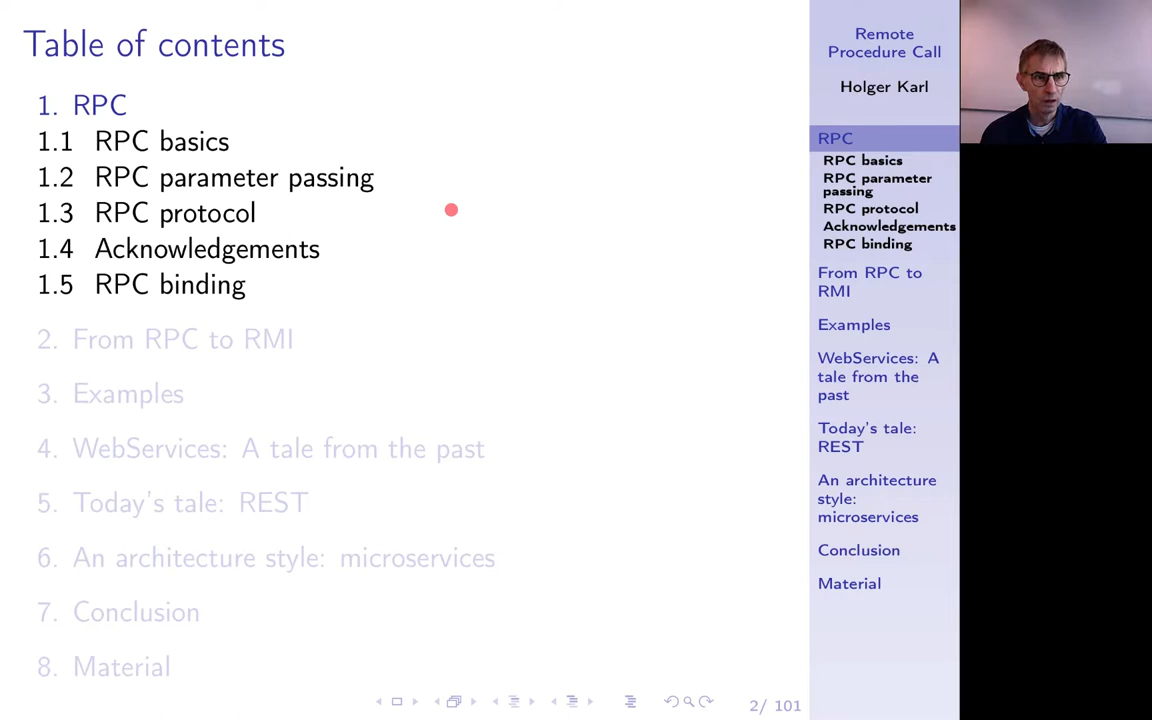 Table of contents
1. RPC
1.1 RPC basics
1.2 RPC parameter passing
1.3 RPC protocol
1.4 Acknowledgements
1.5 RPC binding
2. From RPC to RMI
3. Examples
4. WebServices: A tale from the past
5. Today's tale: REST
6. An architecture style: microservices
7. Conclusion
8. Material
2/ 101
Remote
Procedure Call
Holger Karl
RPC
RPC basics
RPC parameter
passing
RPC protocol
Acknowledgements
RPC binding
From RPC to
RMI
Examples
WebServices: A
tale from the
past
Today's tale:
REST
An architecture
style:
microservices
Conclusion
Material